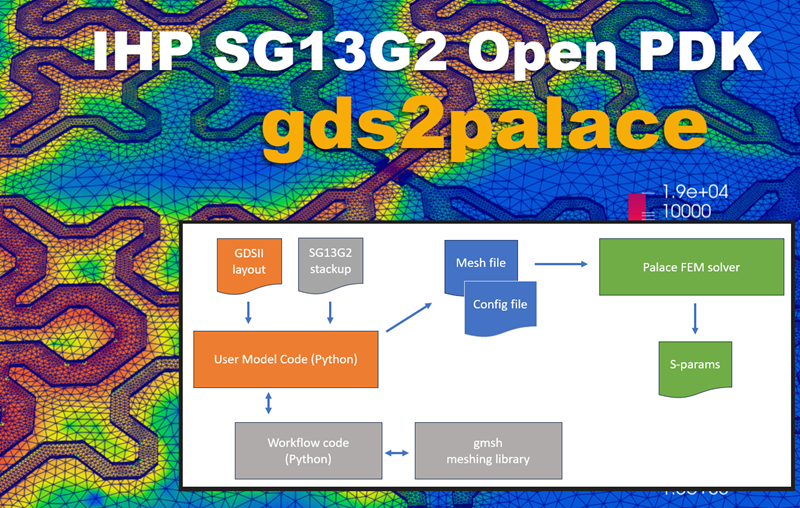 IHP SG13G2 Open PDK
gds2palace
1.9e+04
10000
GDSII
layout
SG13G2
stackup
Mesh file
Config file
Palace FEM solver
User Model Code (Python)
S-params
Workflow code
(Python)
gmsh
meshing library